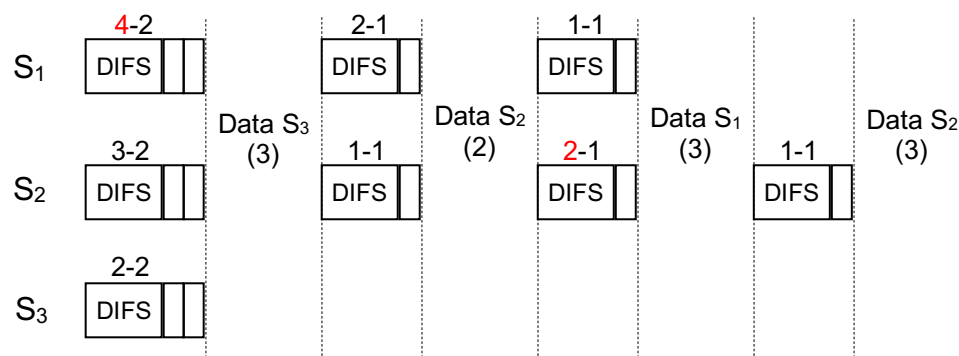 4-2 2-1 1-1
S1 DIFS DIFS DIFS
Data S3 Data S2 Data S1 Data S2
(3) (2) (3) (3)
3-2 1-1 2-1 1-1
S2 DIFS DIFS DIFS DIFS
2-2
S3 DIFS